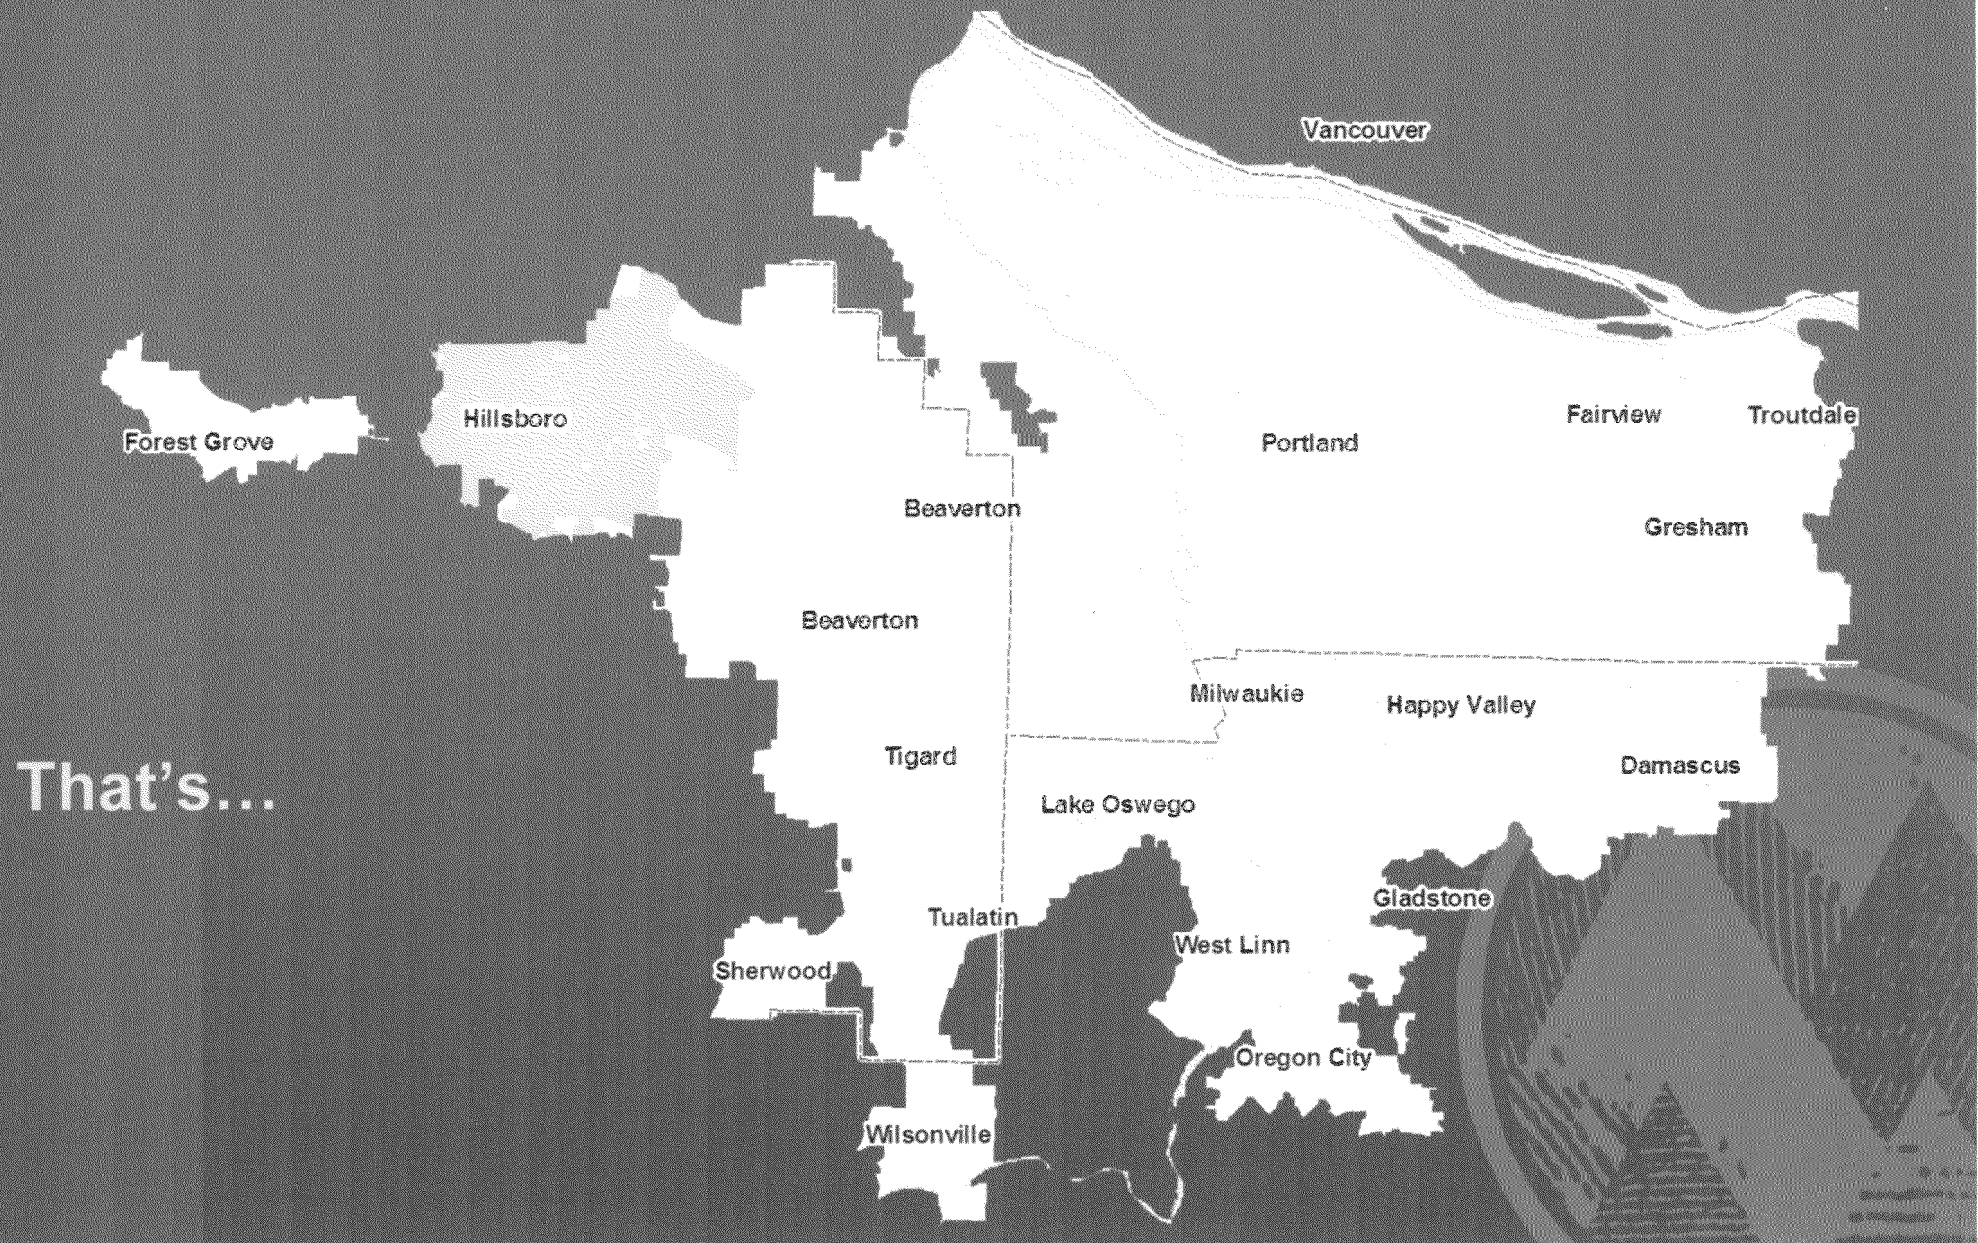 Vancouver
Hillsboro
Forest Grove
Fairview
Troutdale
Portland
Beaverton
Gresham
Beaverton
Milwaukie
Happy Valley
Tigard
Damascus
That's...
Lake Oswego
Gladstone
Tualatin
West Linn
Sherwood
Oregon City
Wilsonville